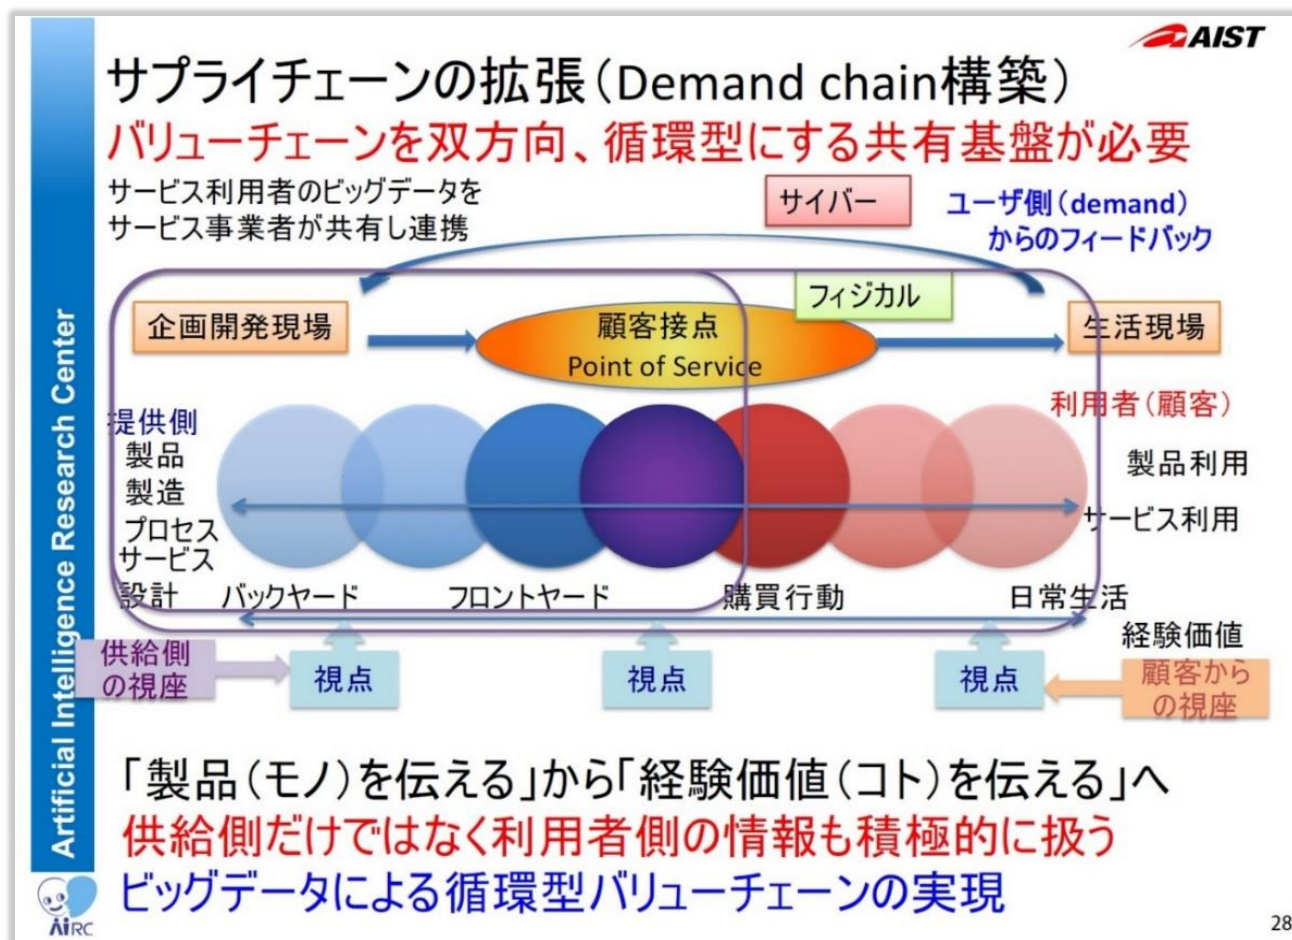 AIST
サプライチェーンの拡張（Demand chain構築）
バリューチェーンを双方向、循環型にする共有基盤が必要
サービス利用者のビッグデータを
サービス事業者が共有し連携
サイバー
ユーザ側（demand）
からのフィードバック
フィジカル
企画開発現場
顧客接点
Point of Service
生活現場
提供側
製品
製造
プロセス
サービス
設計
利用者（顧客）
製品利用
サービス利用
バックヤード
フロントヤード
購買行動
日常生活
経験価値
供給側
の視座
視点
視点
視点
顧客から
の視座
「製品（モノ）を伝える」から「経験価値（コト）を伝える」へ
供給側だけではなく利用者側の情報も積極的に扱う
ビッグデータによる循環型バリューチェーンの実現
Artificial Intelligence Research Center
AiRC
28